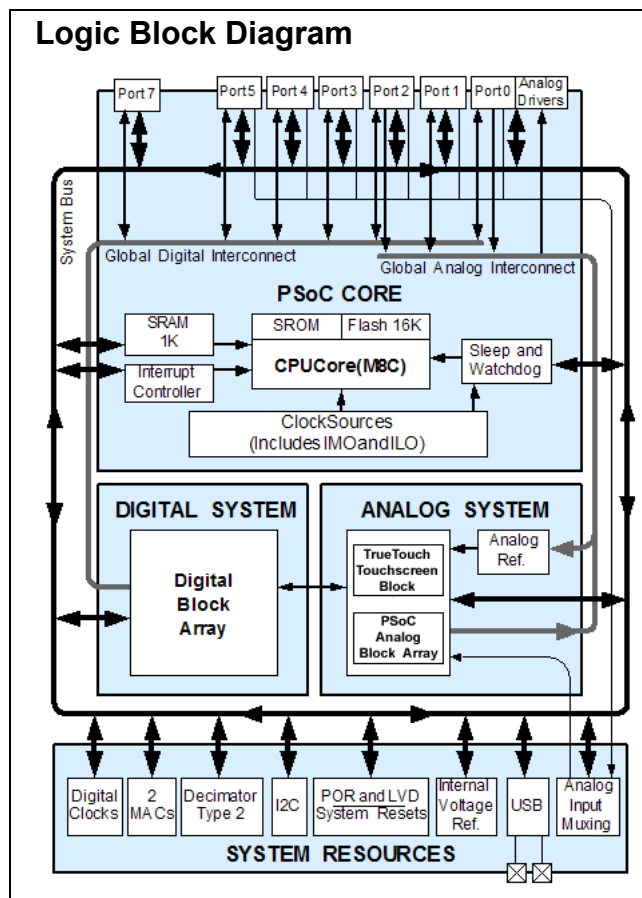 Logic Block Diagram
Port 7
Port 5
Port 4
Port 3
Port 2
Port 1
Port 0
Analog
Drivers
System Bus
Global Digital Interconnect
Global Analog Interconnect
PSoC CORE
SRAM
1K
SROM
Flash 16K
CPUCore(M8C)
Sleep and
Watchdog
Interrupt
Controller
ClockSources
(IncludesIMOandILO)
DIGITAL SYSTEM
ANALOG SYSTEM
Digital
Block
Array
TrueTouch
Touchscreen
Block
Analog
Ref.
PSoC
Analog
Block Array
Digital
Clocks
2
MACs
Decimator
Type 2
I2C
POR and LVD
System Resets
Internal
Voltage
Ref.
USB
Analog
Input
Muxing
SYSTEM RESOURCES